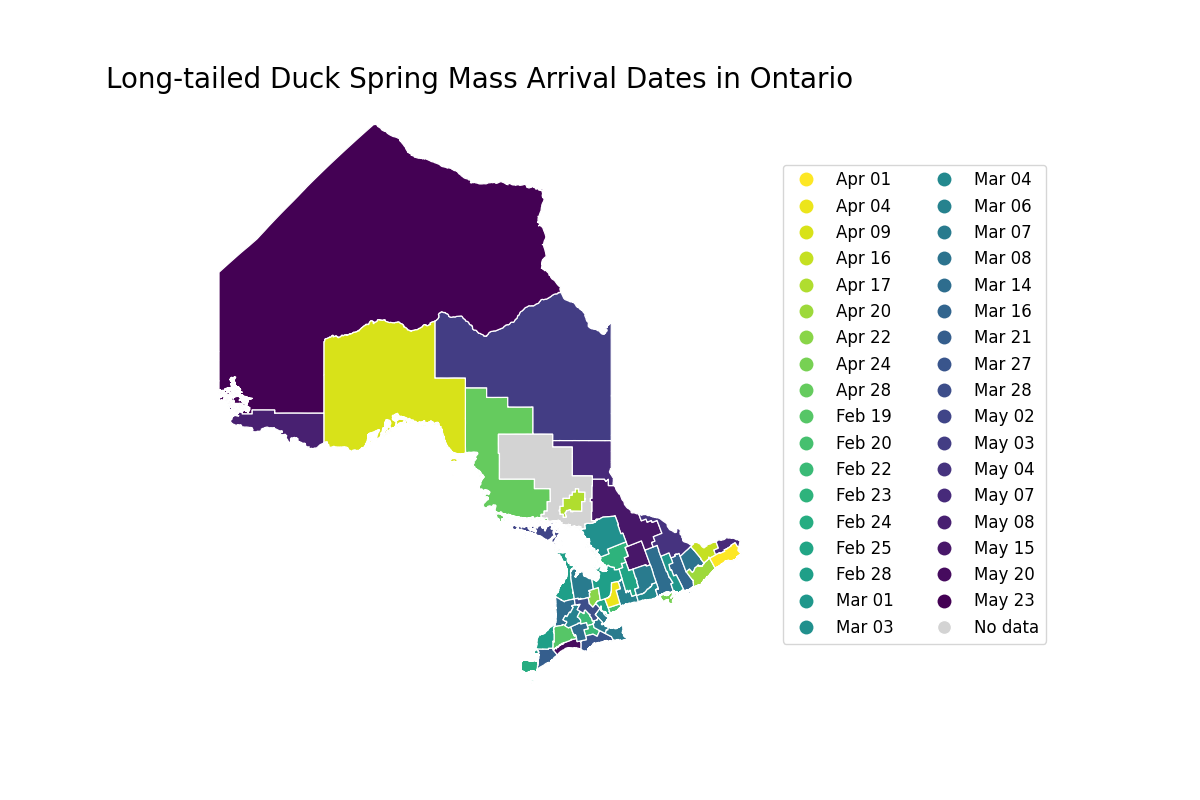 Long-tailed Duck Spring Mass Arrival Dates in Ontario
Apr 01
Apr 04
Apr 09
Apr 16
Apr 17
Apr 20
Apr 22
Apr 24
Apr 28
Feb 19
Feb 20
Feb 22
Feb 23
Feb 24
Feb 25
Feb 28
Mar 01
Mar 03
Mar 04
Mar 06
Mar 07
Mar 08
Mar 14
Mar 16
Mar 21
Mar 27
Mar 28
May 02
May 03
May 04
May 07
May 08
May 15
May 20
May 23
No data